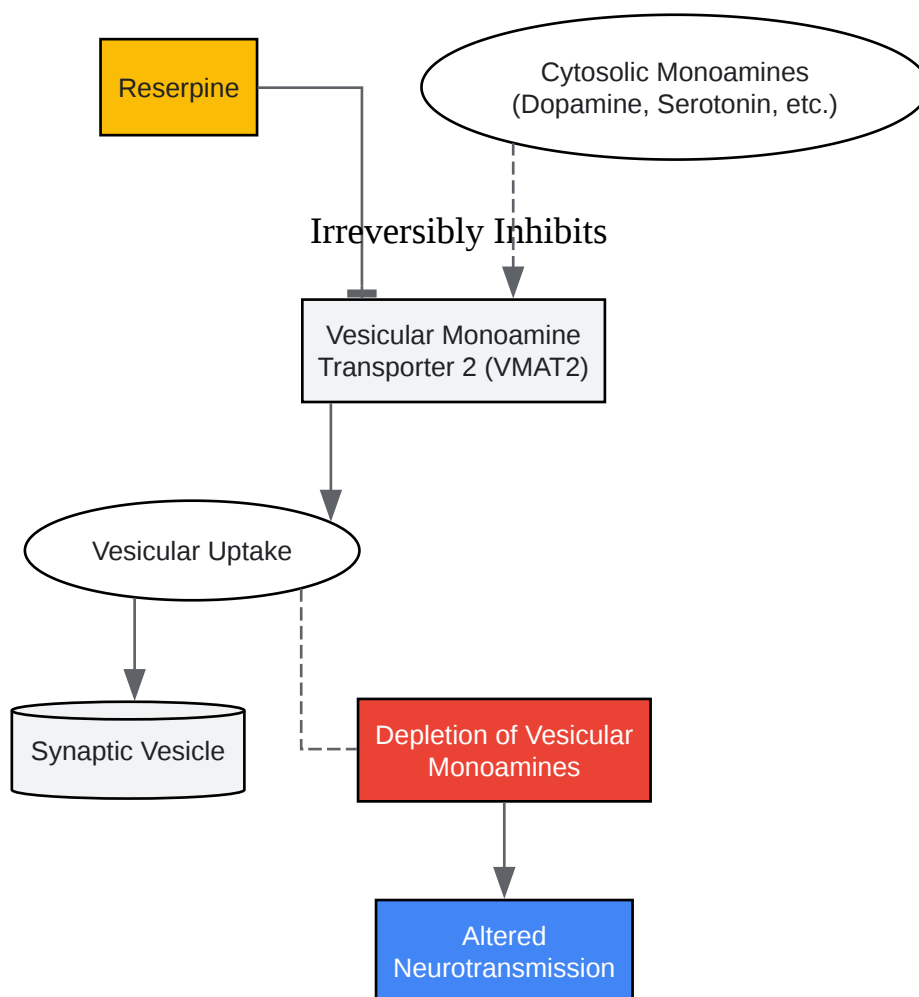 Reserpine
Cytosolic Monoamines
(Dopamine, Serotonin, etc.)
Irreversibly Inhibits
Vesicular Monoamine
Transporter 2 (VMAT2)
Vesicular Uptake
Synaptic Vesicle
Depletion of Vesicular
Monoamines
Altered
Neurotransmission